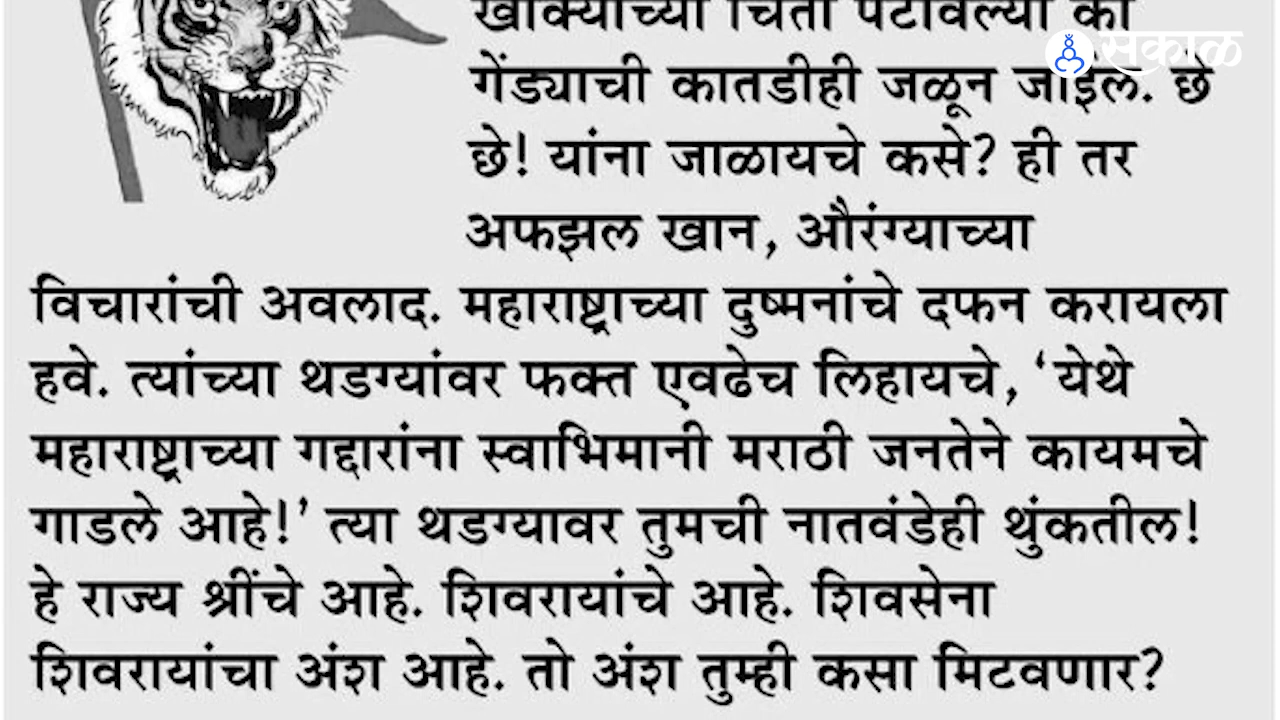 खोक्यांच्या चिता पेटविल्या की
सकाळ
गेंड्याची कातडीही जळून जाईल. छे
छे! यांना जाळायचे कसे? ही तर
अफझल खान, औरंग्याच्या
विचारांची अवलाद. महाराष्ट्राच्या दुष्मनांचे दफन करायला
हवे. त्यांच्या थडग्यांवर फक्त एवढेच लिहायचे, ‘येथे
महाराष्ट्राच्या गद्दारांना स्वाभिमानी मराठी जनतेने कायमचे
गाडले आहे!’ त्या थडग्यावर तुमची नातवंडेही थुंकतील!
हे राज्य श्रींचे आहे. शिवरायांचे आहे. शिवसेना
शिवरायांचा अंश आहे. तो अंश तुम्ही कसा मिटवणार?